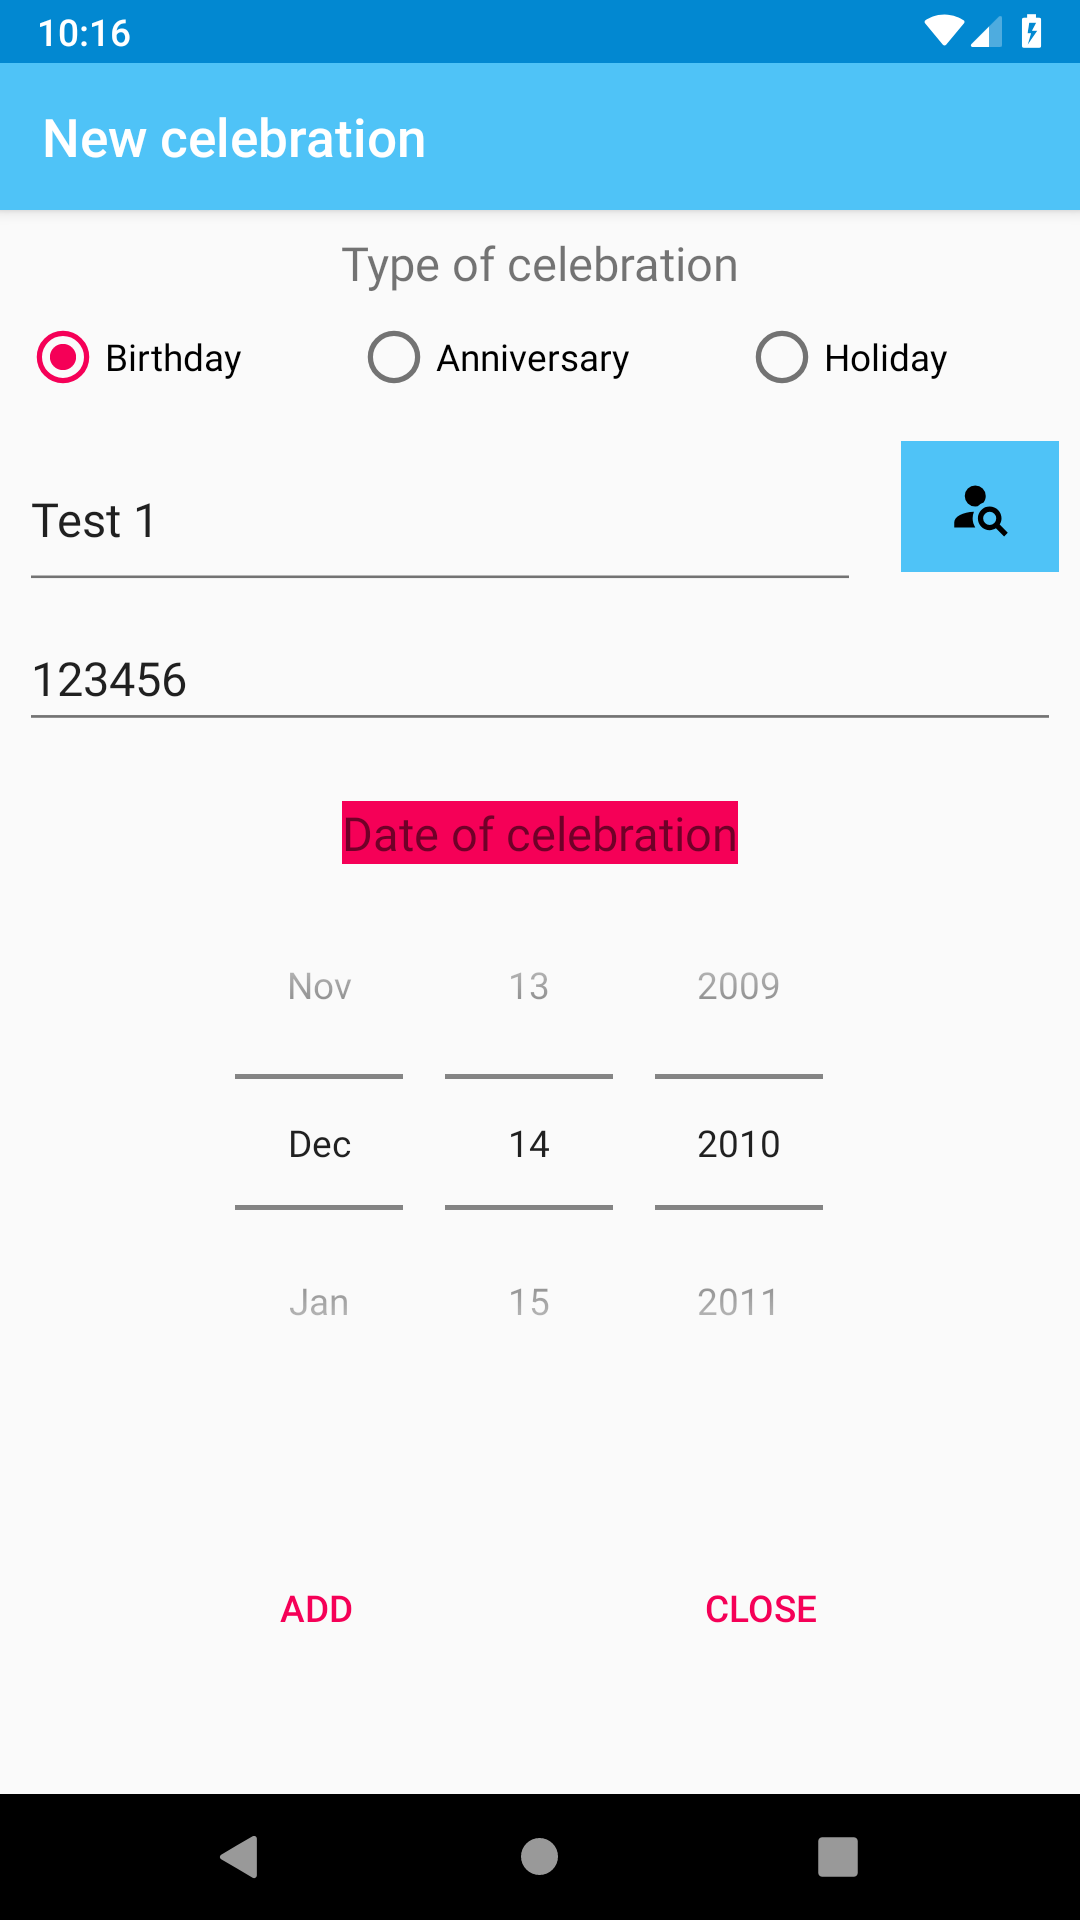 10:16
New celebration
Type of celebration
Birthday Anniversary Holiday
Test 1
123456
Date of celebration
Nov 13 2009
Dec 14 2010
Jan 15 2011
ADD CLOSE